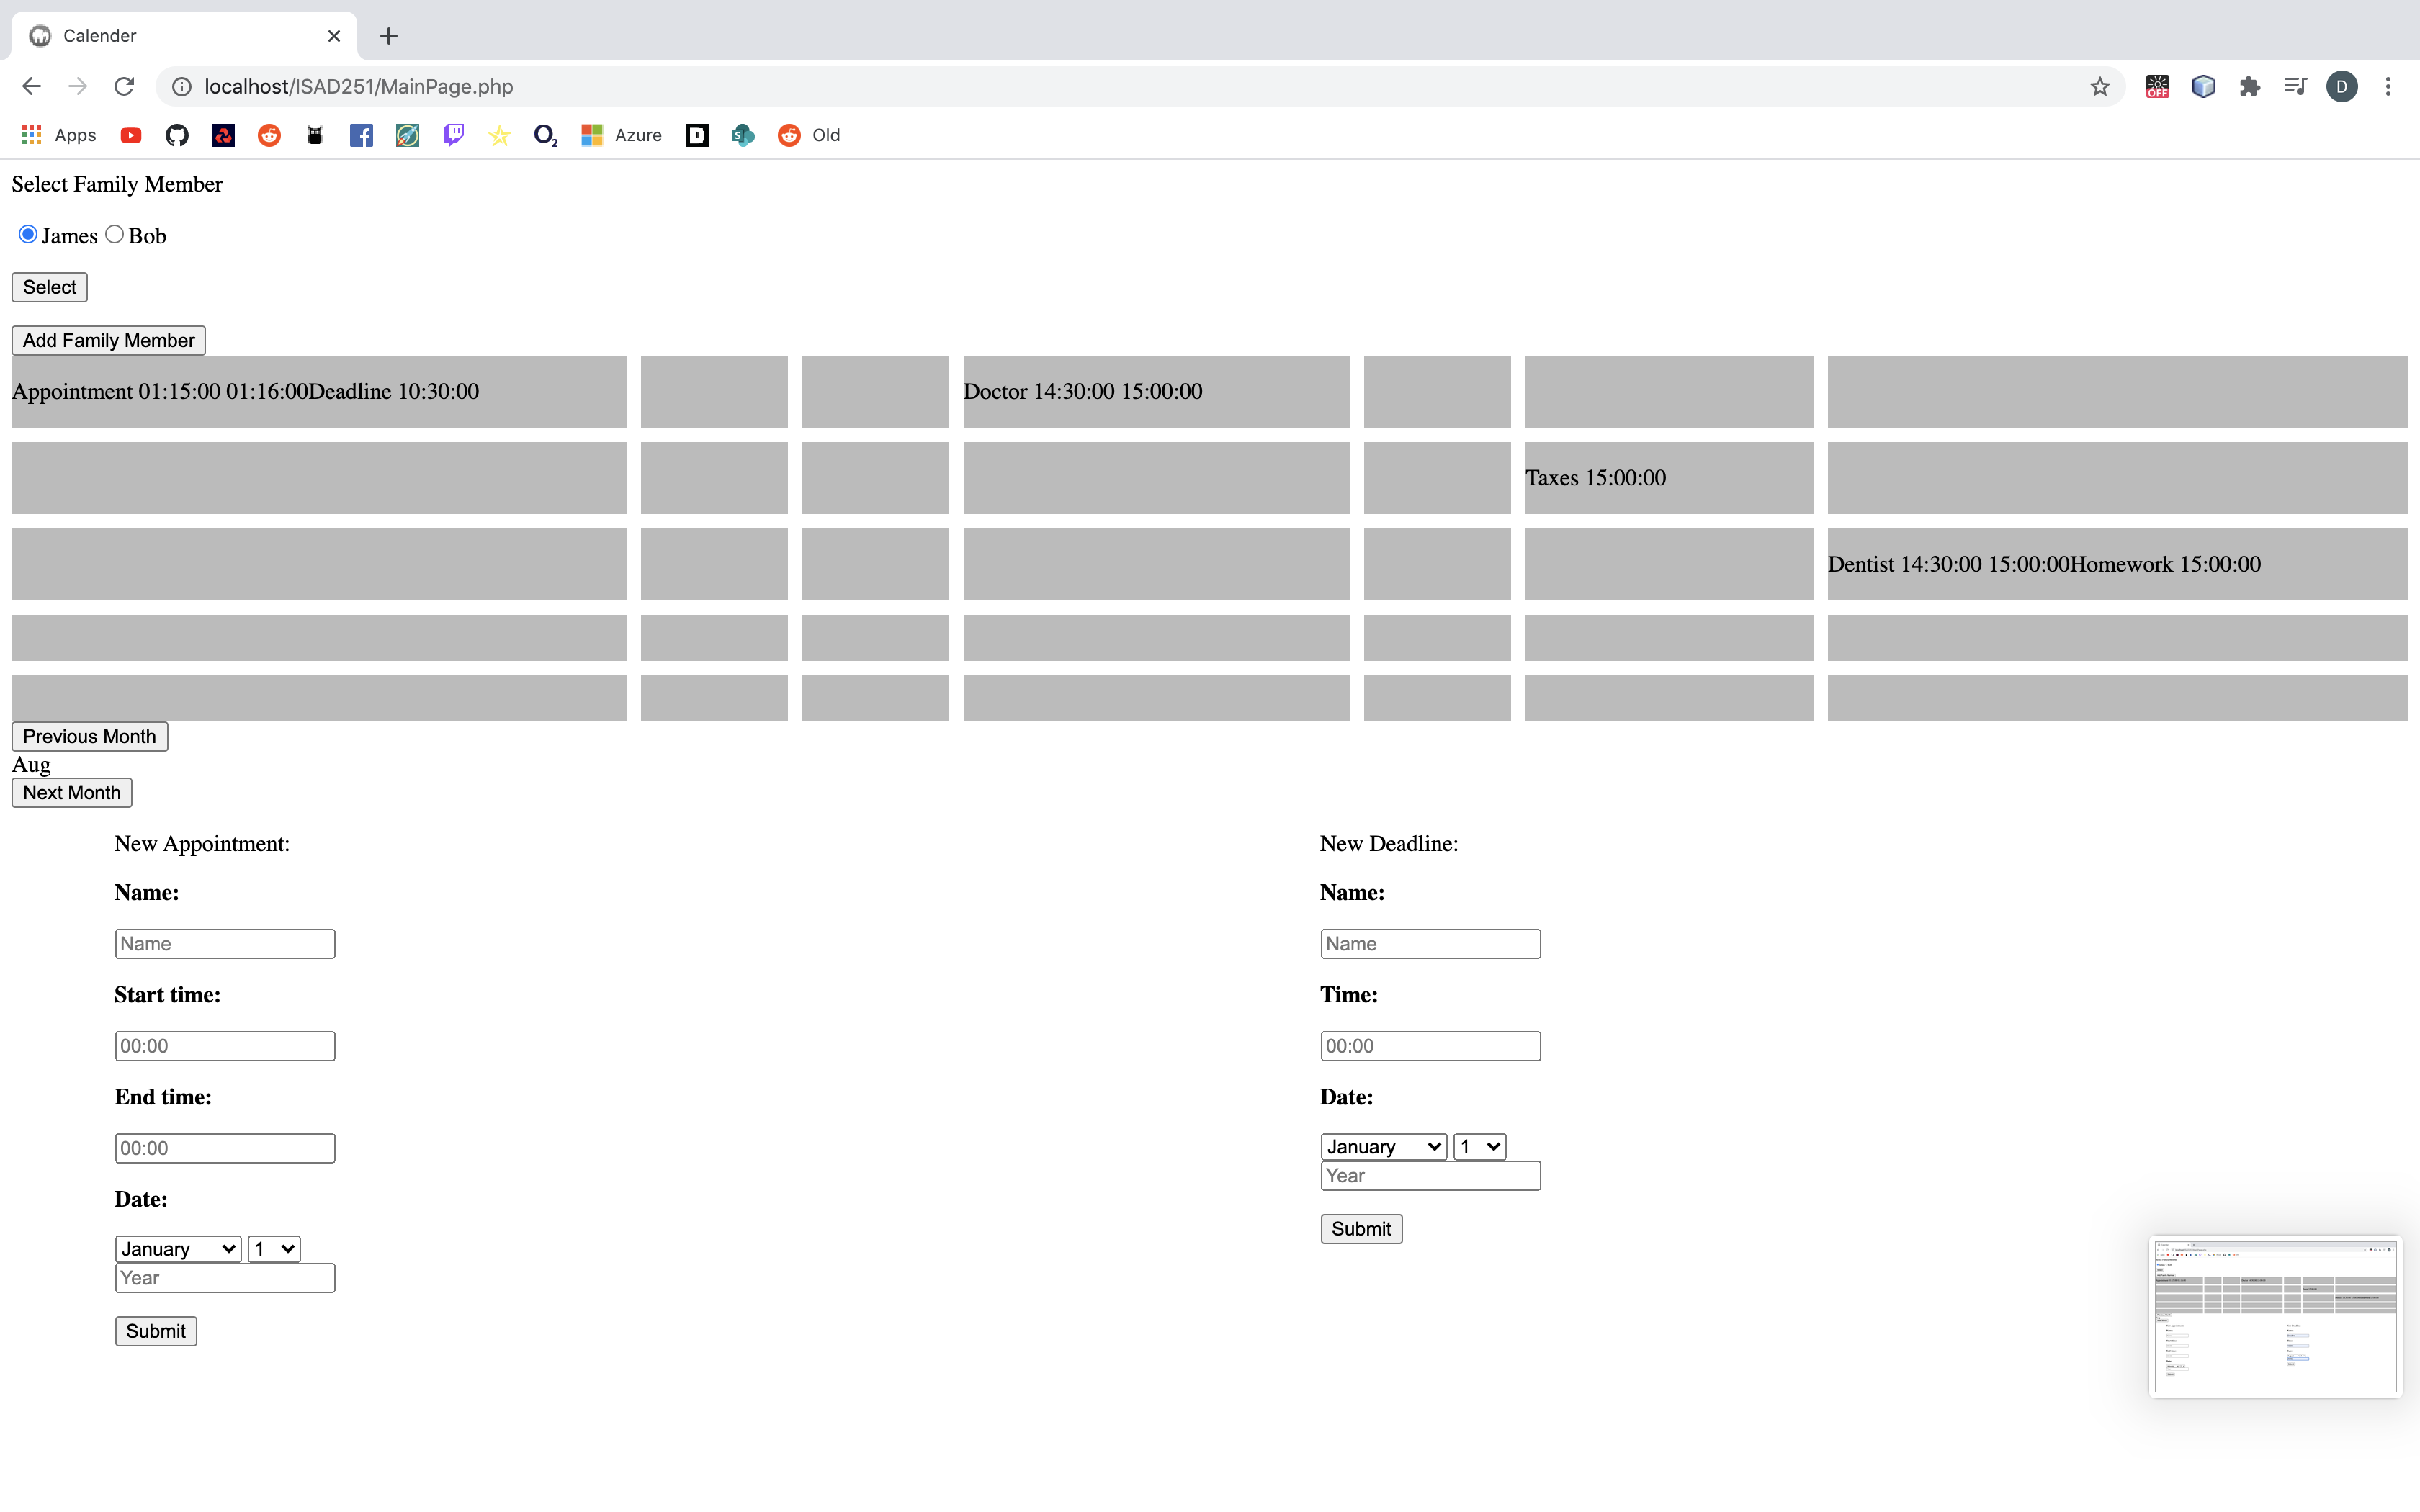 Calender
localhost/ISAD251/MainPage.php
OFF
D
Apps
O2
Azure
D
S
Old
Select Family Member
James Bob
Select
Add Family Member
Appointment 01:15:00 01:16:00Deadline 10:30:00
Doctor 14:30:00 15:00:00
Taxes 15:00:00
Dentist 14:30:00 15:00:00Homework 15:00:00
Previous Month
Aug
Next Month
New Appointment:
Name:
Name
Start time:
00:00
End time:
00:00
Date:
January 1
Year
Submit
New Deadline:
Name:
Name
Time:
00:00
Date:
January 1
Year
Submit